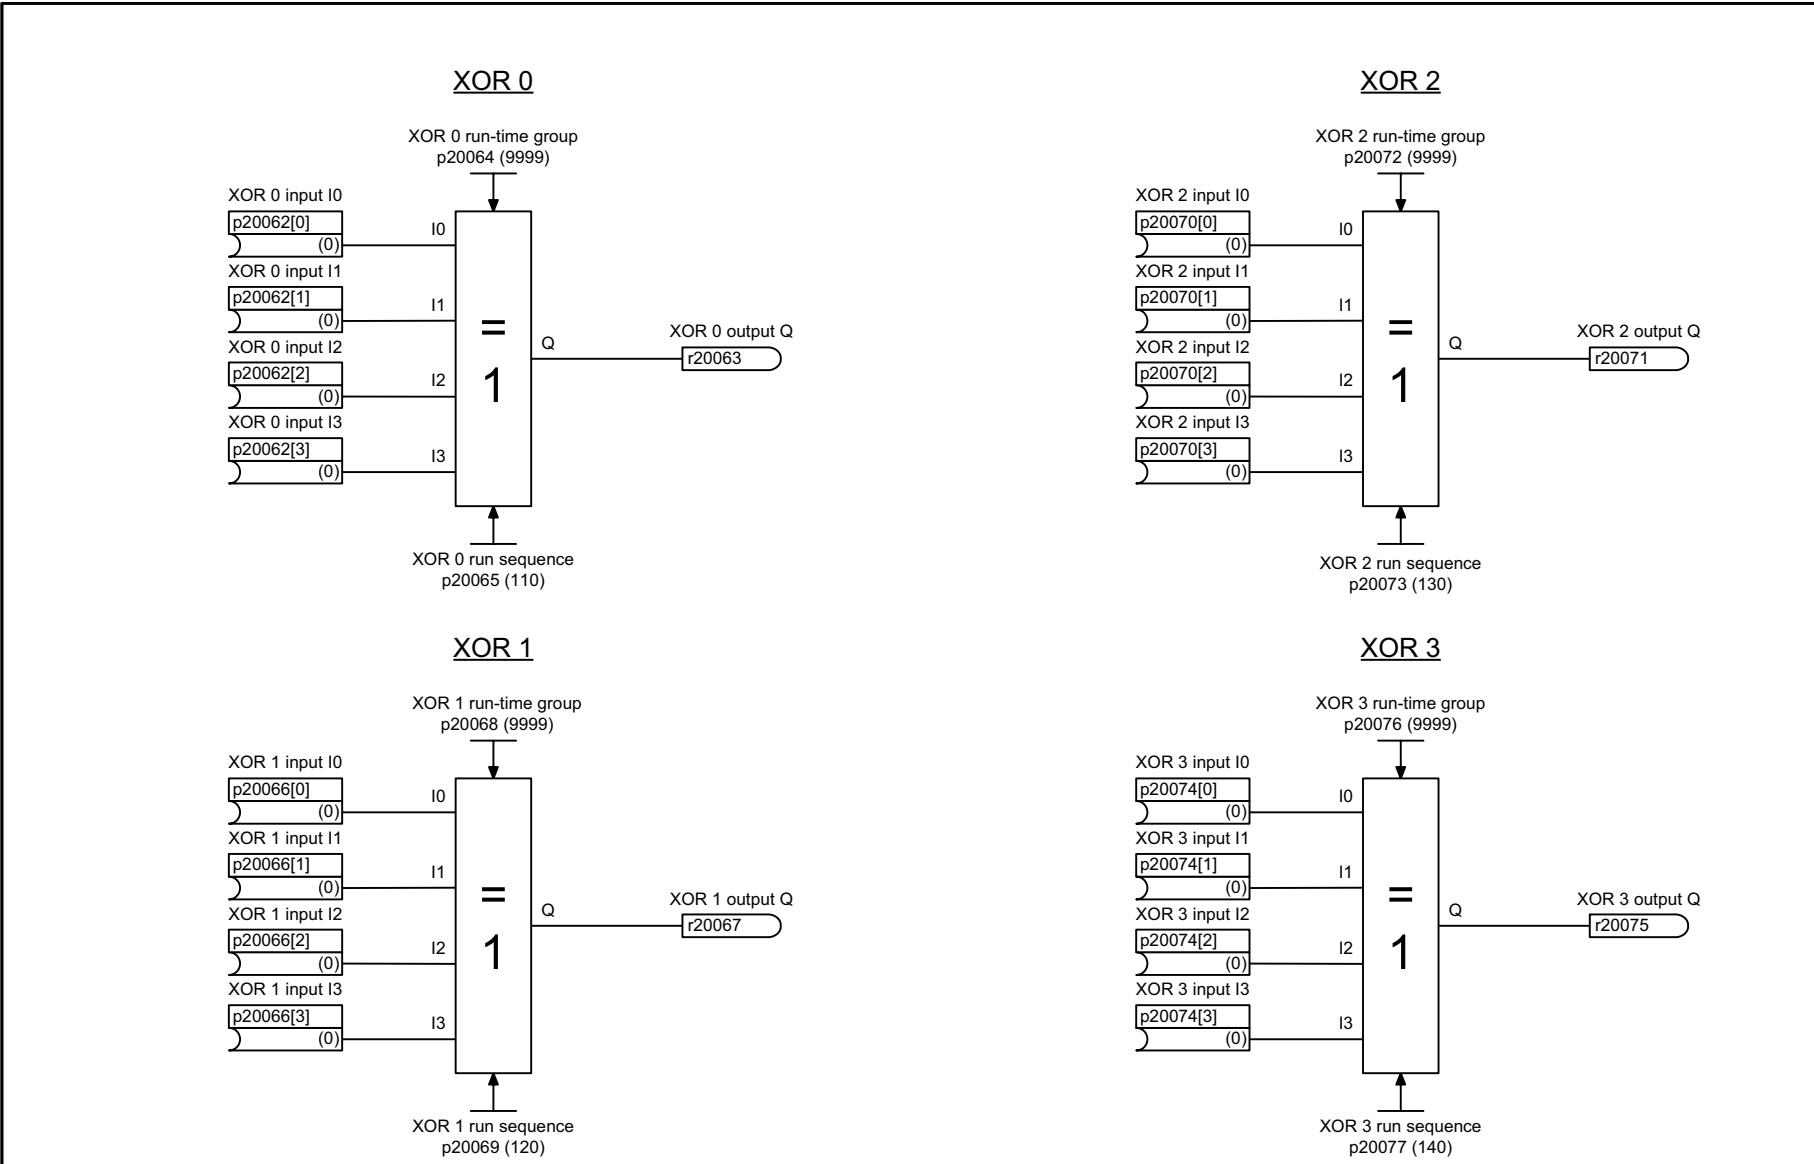 XOR 0
XOR 0 run-time group
p20064 (9999)
XOR 0 input I0
p20062[0]
(0)
I0
XOR 0 input I1
p20062[1]
(0)
I1
XOR 0 input I2
p20062[2]
(0)
I2
XOR 0 input I3
p20062[3]
(0)
I3
=
1
Q
XOR 0 output Q
r20063
XOR 0 run sequence
p20065 (110)
XOR 2
XOR 2 run-time group
p20072 (9999)
XOR 2 input I0
p20070[0]
(0)
I0
XOR 2 input I1
p20070[1]
(0)
I1
XOR 2 input I2
p20070[2]
(0)
I2
XOR 2 input I3
p20070[3]
(0)
I3
=
1
Q
XOR 2 output Q
r20071
XOR 2 run sequence
p20073 (130)
XOR 1
XOR 1 run-time group
p20068 (9999)
XOR 1 input I0
p20066[0]
(0)
I0
XOR 1 input I1
p20066[1]
(0)
I1
XOR 1 input I2
p20066[2]
(0)
I2
XOR 1 input I3
p20066[3]
(0)
I3
=
1
Q
XOR 1 output Q
r20067
XOR 1 run sequence
p20069 (120)
XOR 3
XOR 3 run-time group
p20076 (9999)
XOR 3 input I0
p20074[0]
(0)
I0
XOR 3 input I1
p20074[1]
(0)
I1
XOR 3 input I2
p20074[2]
(0)
I2
XOR 3 input I3
p20074[3]
(0)
I3
=
1
Q
XOR 3 output Q
r20075
XOR 3 run sequence
p20077 (140)